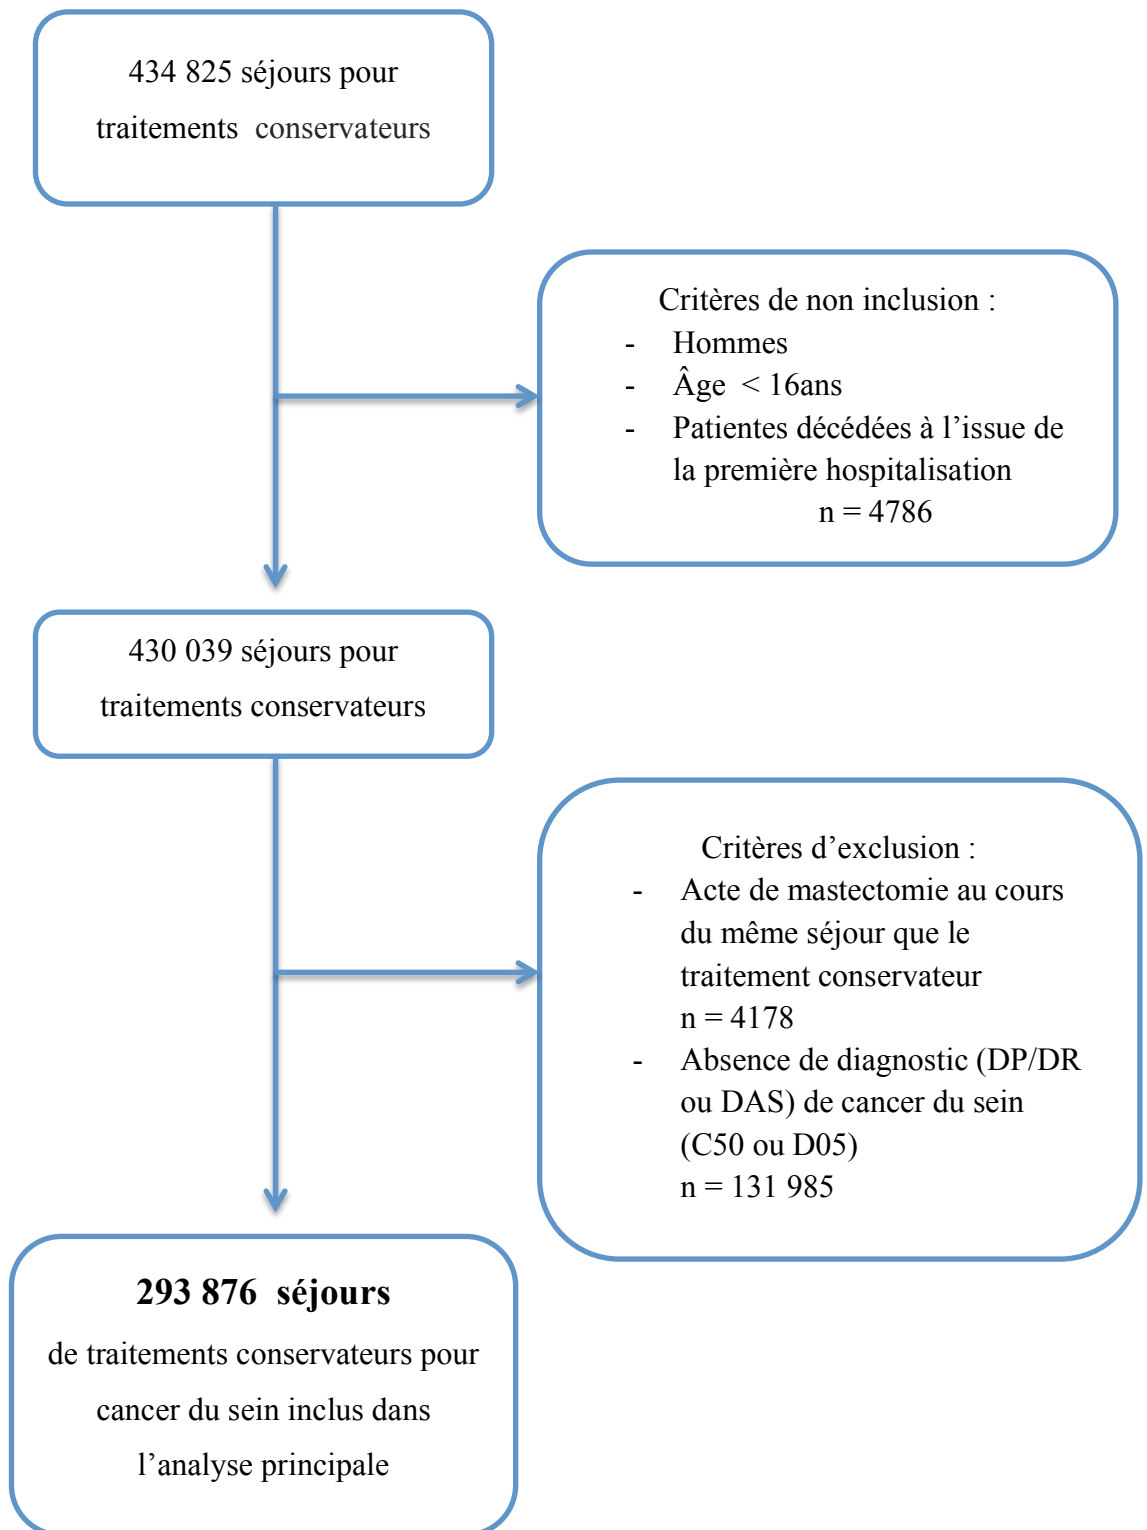 434 825 séjours pour
traitements conservateurs
Critères de non inclusion :
- Hommes
- Âge < 16ans
- Patientes décédées à l’issue de
la première hospitalisation
n = 4786
430 039 séjours pour
traitements conservateurs
Critères d’exclusion :
- Acte de mastectomie au cours
du même séjour que le
traitement conservateur
n = 4178
- Absence de diagnostic (DP/DR
ou DAS) de cancer du sein
(C50 ou D05)
n = 131 985
293 876 séjours
de traitements conservateurs pour
cancer du sein inclus dans
l’analyse principale